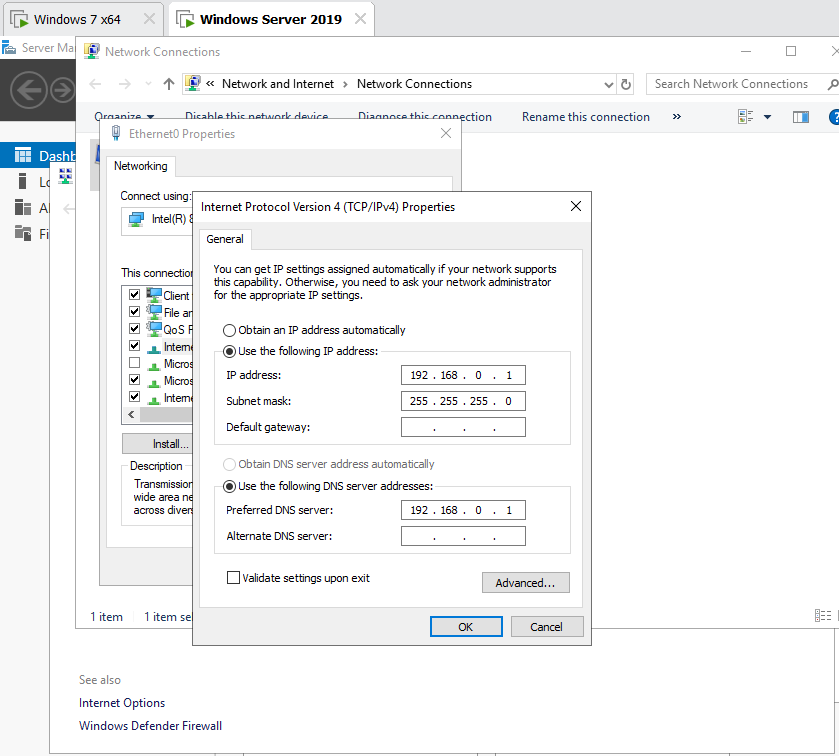 Windows 7 x64
Windows Server 2019
Server Ma
Network Connections
« Network and Internet › Network Connections
Search Network Connections
Organize
Disable this network device
Diagnose this connection
Rename this connection
»
Ethernet0 Properties
Dashb
Networking
Lo
Al
Fi
Connect using:
Intel(R) 8
This connection
Client
File an
QoS P
Interne
Micros
Micros
Interne
Install...
Description
Transmission
wide area ne
across divers
Internet Protocol Version 4 (TCP/IPv4) Properties
General
You can get IP settings assigned automatically if your network supports
this capability. Otherwise, you need to ask your network administrator
for the appropriate IP settings.
Obtain an IP address automatically
Use the following IP address:
IP address:
192 . 168 . 0 . 1
Subnet mask:
255 . 255 . 255 . 0
Default gateway:
. . .
Obtain DNS server address automatically
Use the following DNS server addresses:
Preferred DNS server:
192 . 168 . 0 . 1
Alternate DNS server:
. . .
Validate settings upon exit
Advanced...
OK
Cancel
1 item
1 item sel
See also
Internet Options
Windows Defender Firewall